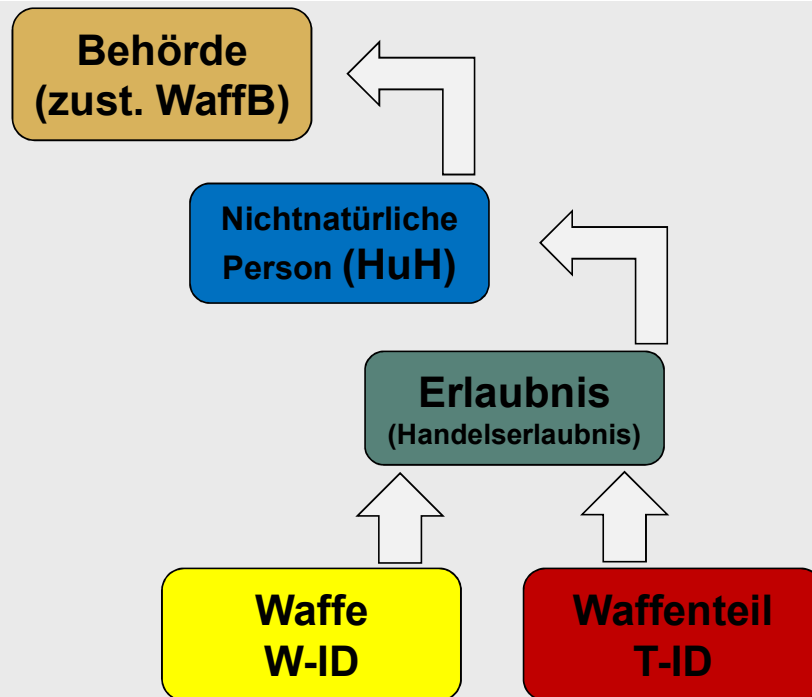 Behörde
(zust. WaffB)
Nichtnatürliche
Person (HuH)
Erlaubnis
(Handelserlaubnis)
Waffe
W-ID
Waffenteil
T-ID